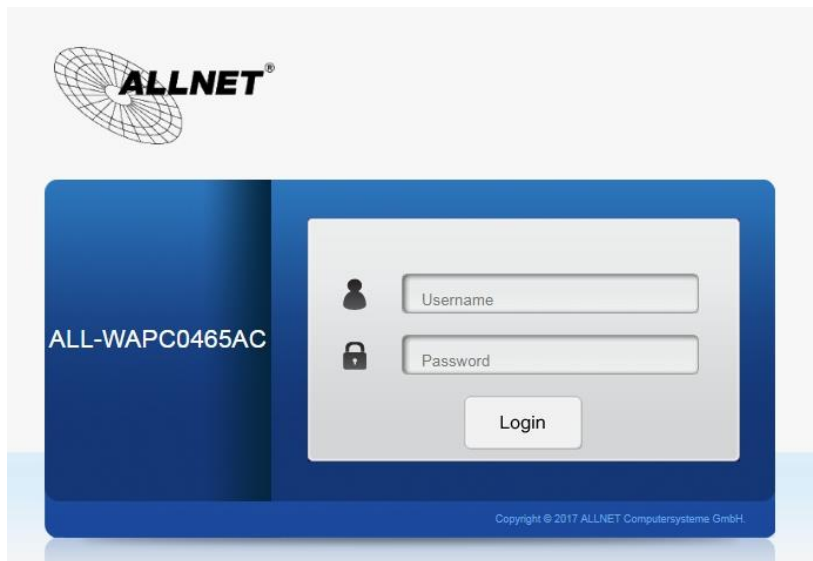 ALLNET®
ALL-WAPC0465AC
Username
Password
Login
Copyright © 2017 ALLNET Computersysteme GmbH.